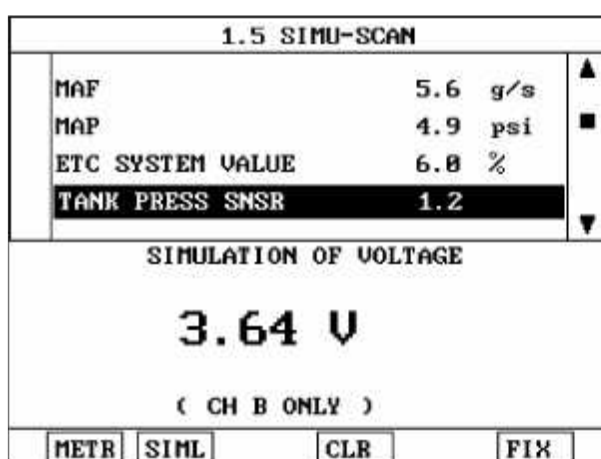 1.5 SIMU-SCAN
MAF 5.6 g/s
MAP 4.9 psi
ETC SYSTEM VALUE 6.0 %
TANK PRESS SNSR 1.2
SIMULATION OF VOLTAGE
3.64 V
( CH B ONLY )
METR SIML CLR FIX